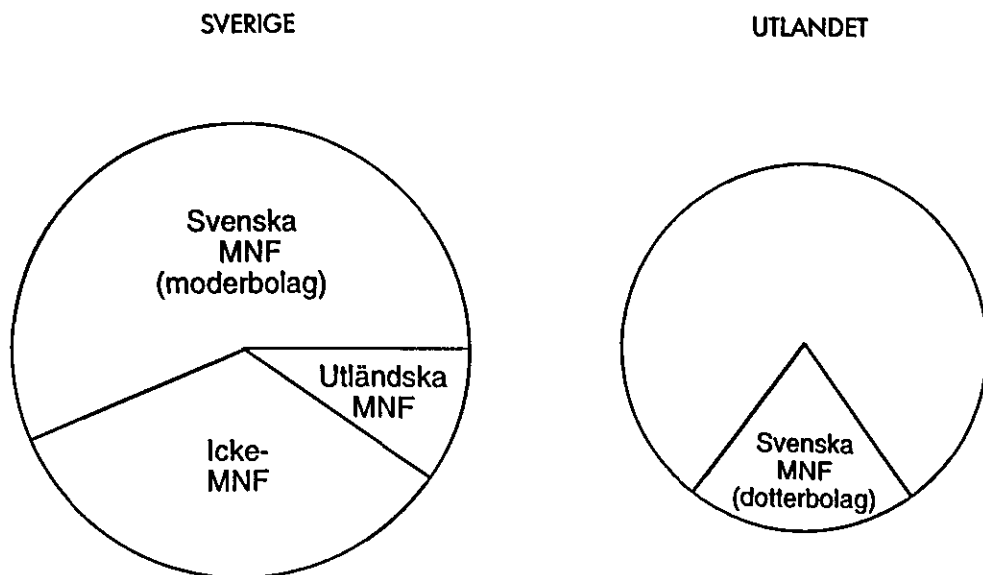 SVERIGE
UTLANDET
Svenska
MNF
(moderbolag)
Utländska
MNF
Icke-
MNF
Svenska
MNF
(dotterbolag)